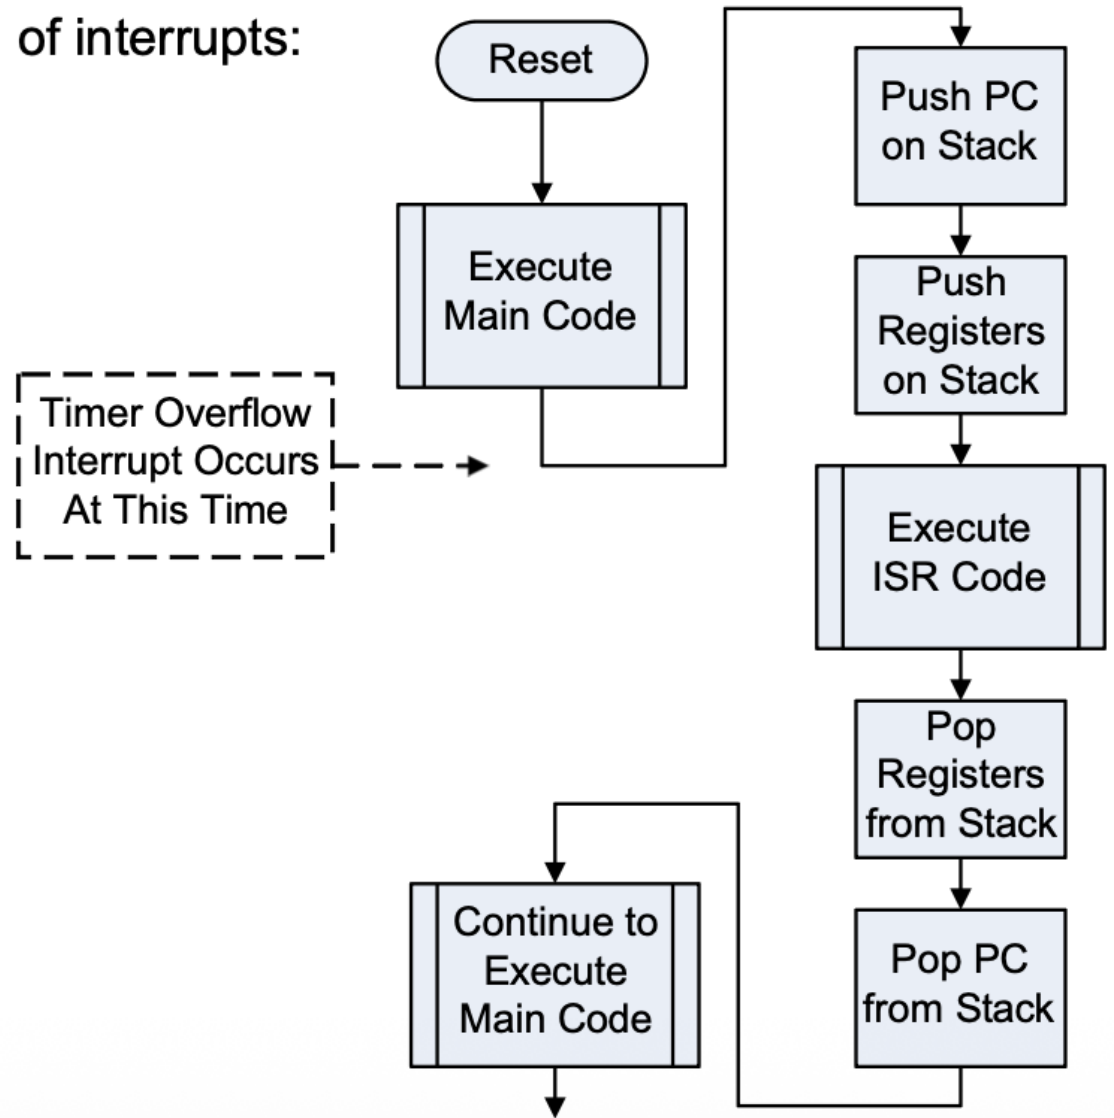 of interrupts:
Reset
Execute
Main Code
Timer Overflow
Interrupt Occurs
At This Time
Push PC
on Stack
Push
Registers
on Stack
Execute
ISR Code
Pop
Registers
from Stack
Pop PC
from Stack
Continue to
Execute
Main Code